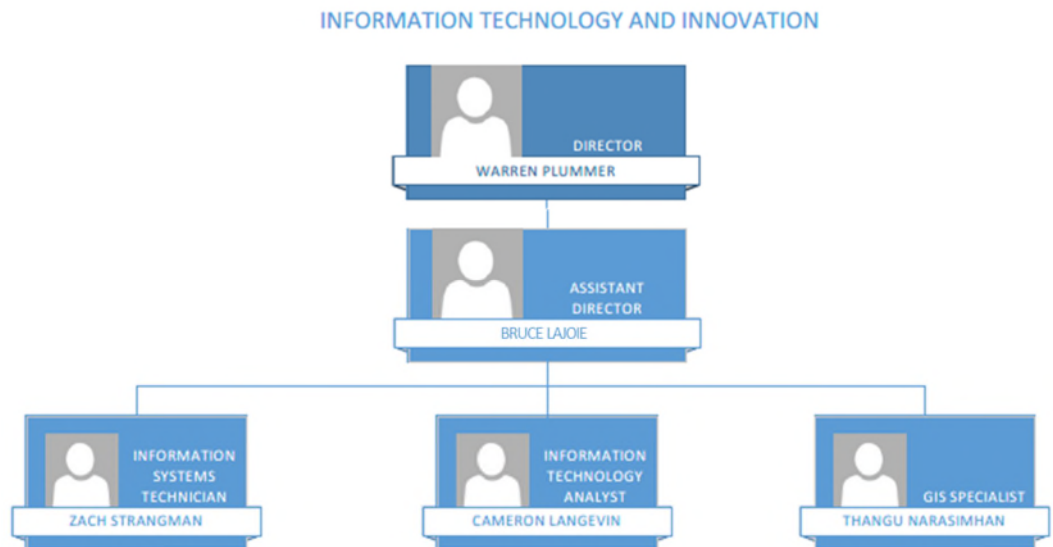 INFORMATION TECHNOLOGY AND INNOVATION
DIRECTOR
WARREN PLUMMER
ASSISTANT
DIRECTOR
BRUCE LAJOIE
INFORMATION
SYSTEMS
TECHNICIAN
ZACH STRANGMAN
INFORMATION
TECHNOLOGY
ANALYST
CAMERON LANGEVIN
GIS SPECIALIST
THANGU NARASIMHAN